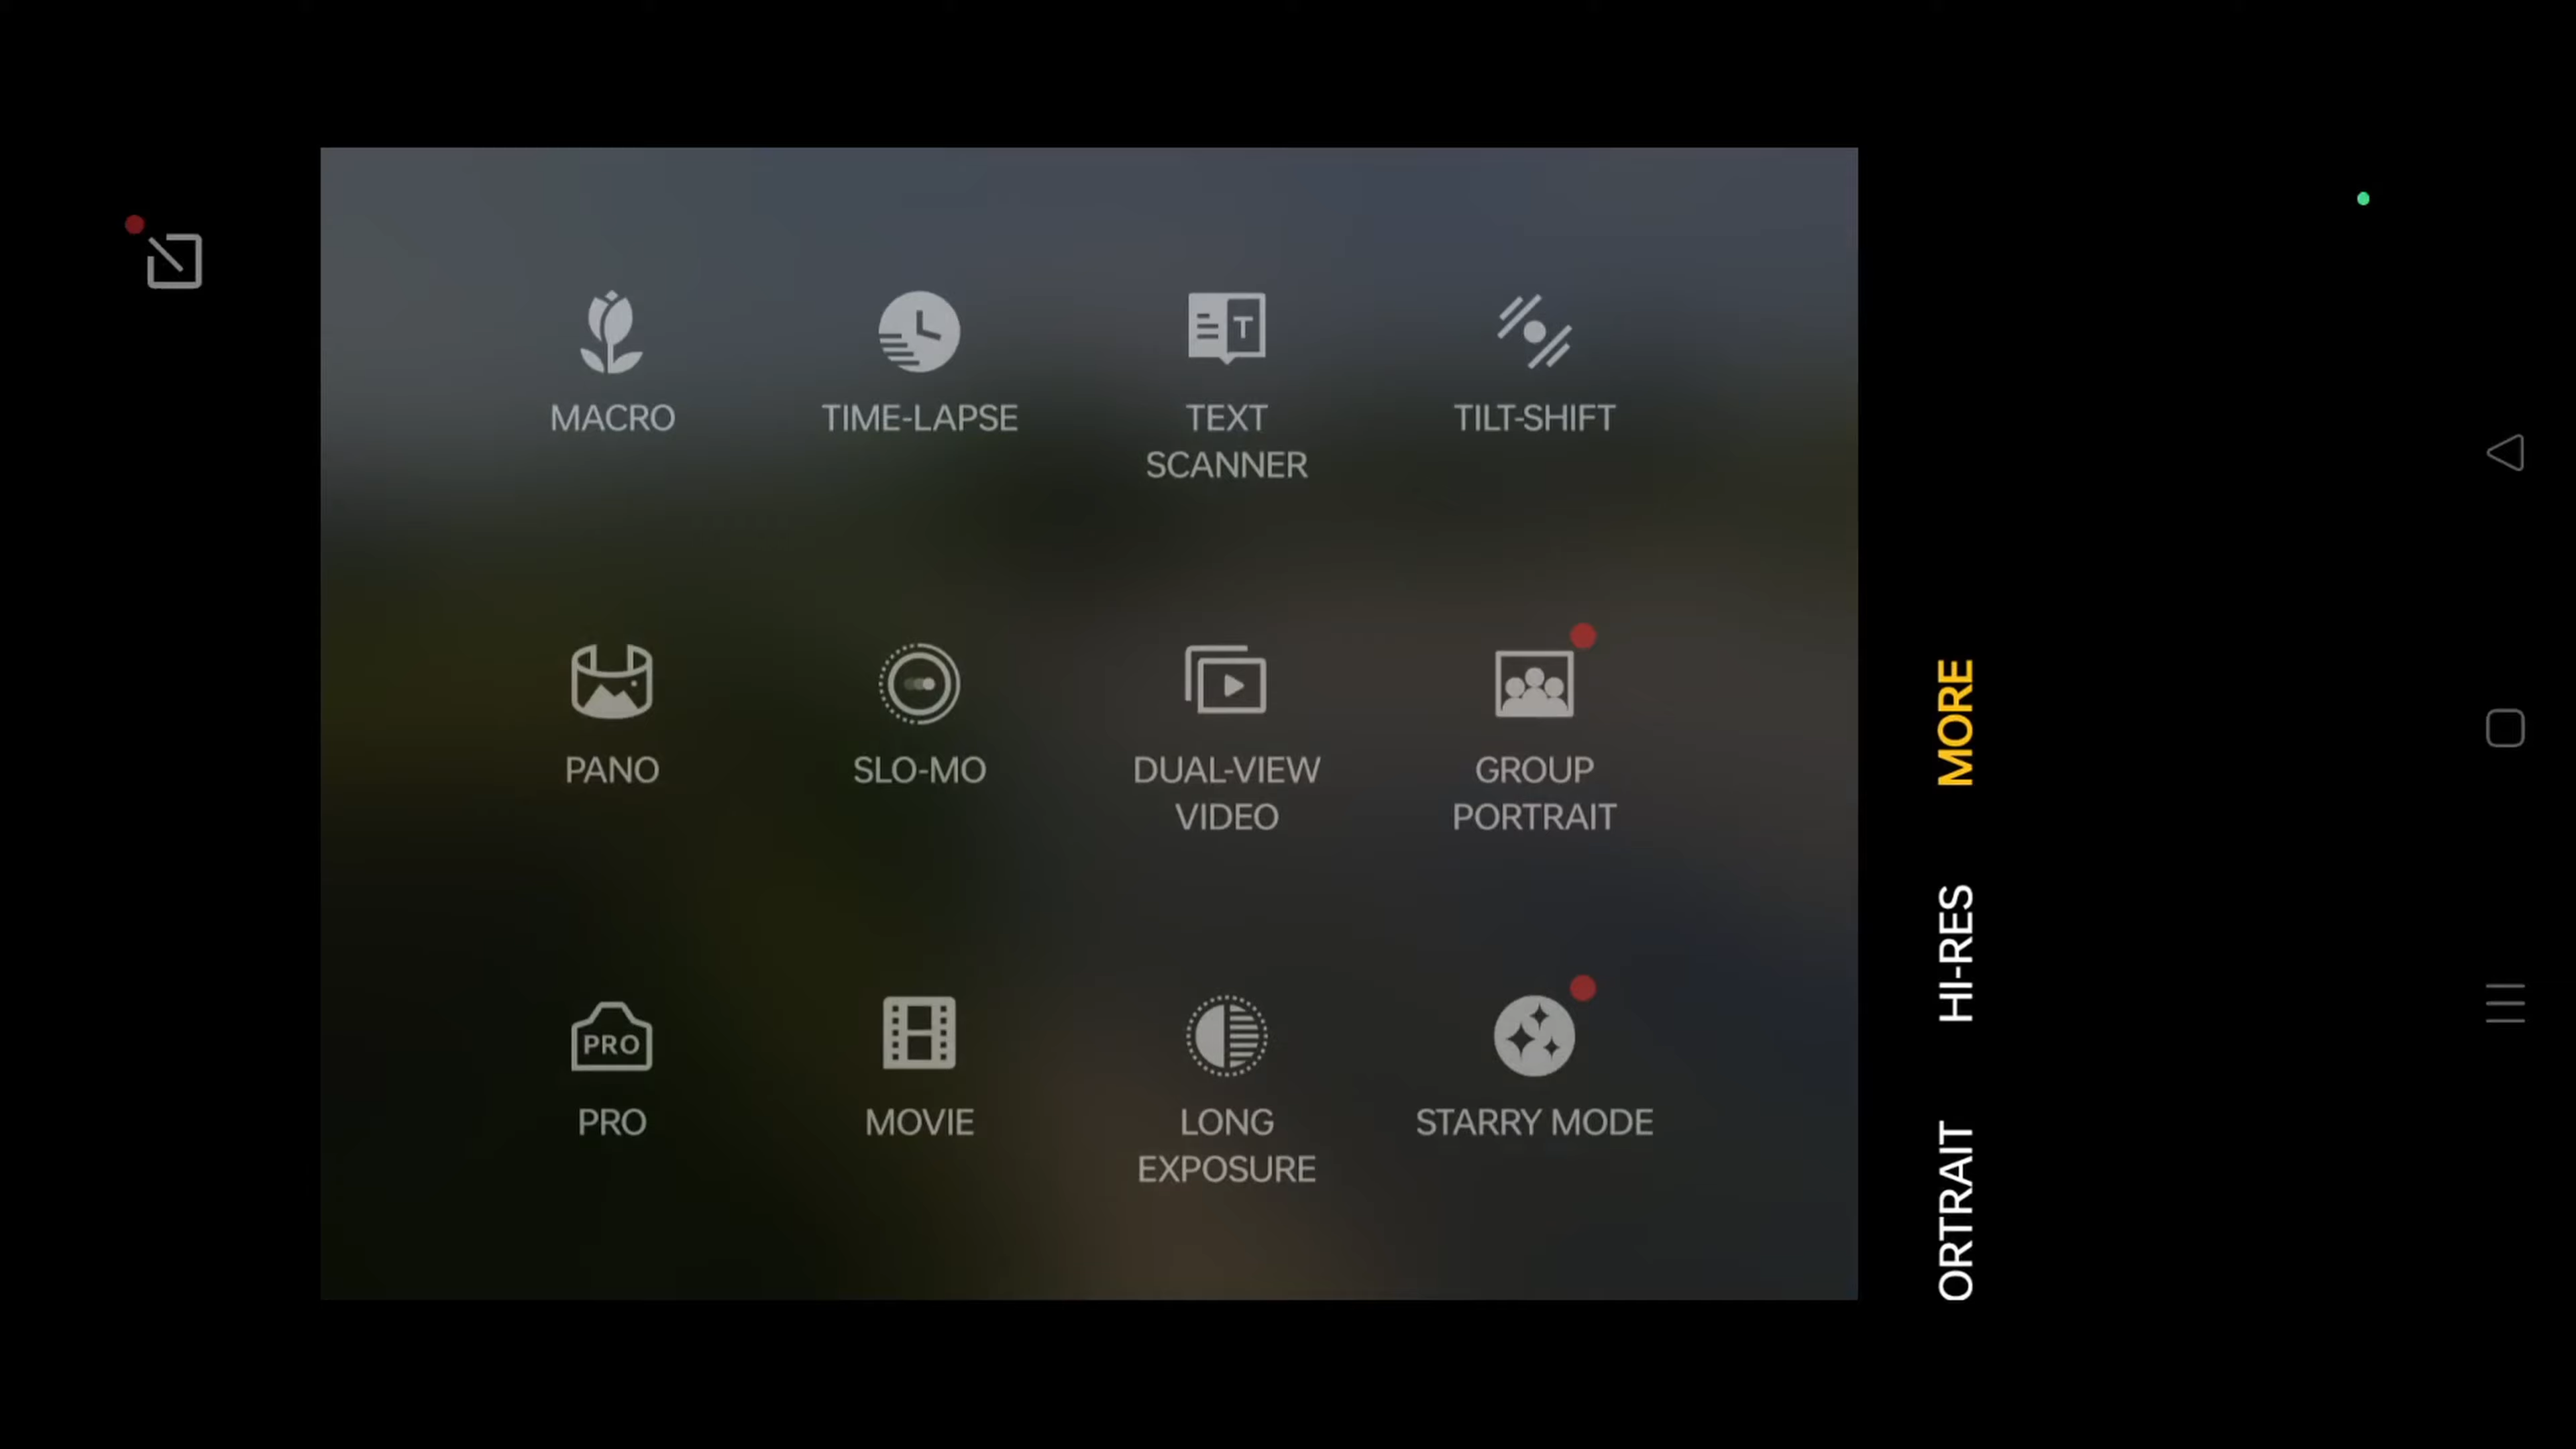 MACRO
TIME-LAPSE
TEXT
SCANNER
TILT-SHIFT
PANO
SLO-MO
DUAL-VIEW
VIDEO
GROUP
PORTRAIT
PRO
PRO
MOVIE
LONG
EXPOSURE
STARRY MODE
MORE
HI-RES
ORTRAIT
T